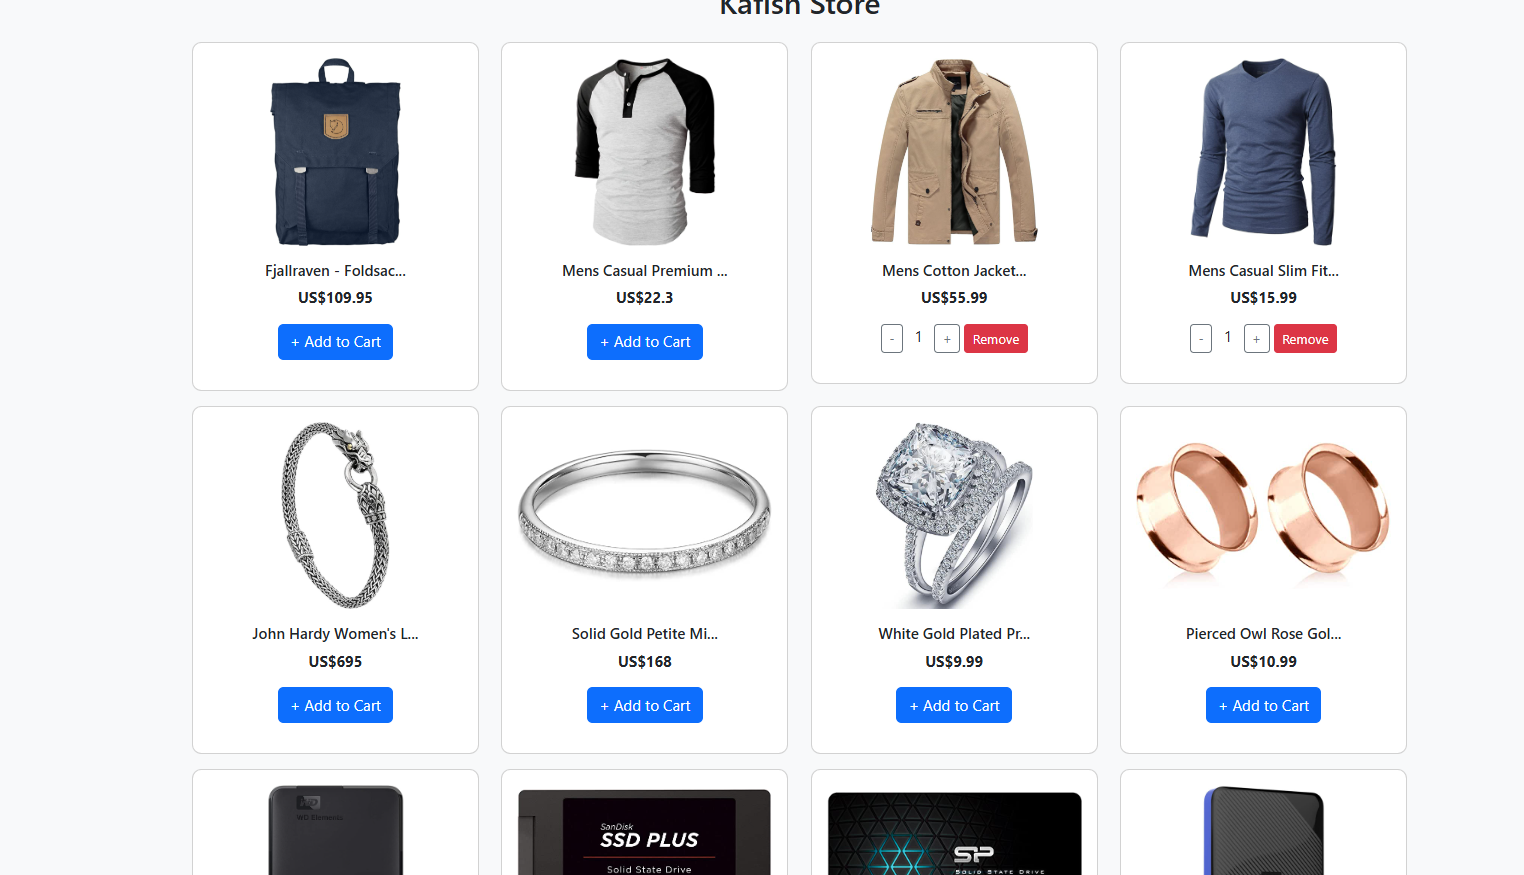 Kafish Store
Fjallraven - Foldsac...
US$109.95
+ Add to Cart
Mens Casual Premium ...
US$22.3
+ Add to Cart
Mens Cotton Jacket...
US$55.99
- 1 + Remove
Mens Casual Slim Fit...
US$15.99
- 1 + Remove
John Hardy Women's L...
US$695
+ Add to Cart
Solid Gold Petite Mi...
US$168
+ Add to Cart
White Gold Plated Pr...
US$9.99
+ Add to Cart
Pierced Owl Rose Gol...
US$10.99
+ Add to Cart
WD Elements
SanDisk
SSD PLUS
Solid State Drive
SP
SOLID STATE DRIVE